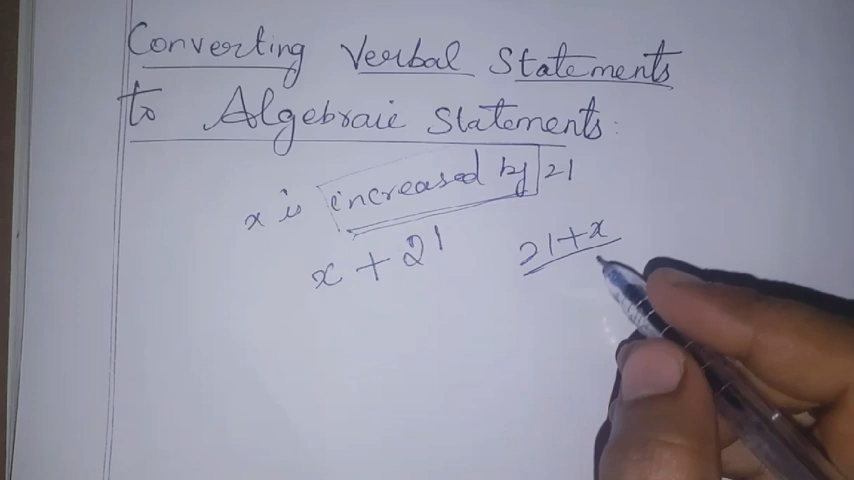 Converting Verbal Statements
to Algebraic Statements:
x is increased by 21
x + 21
21+x